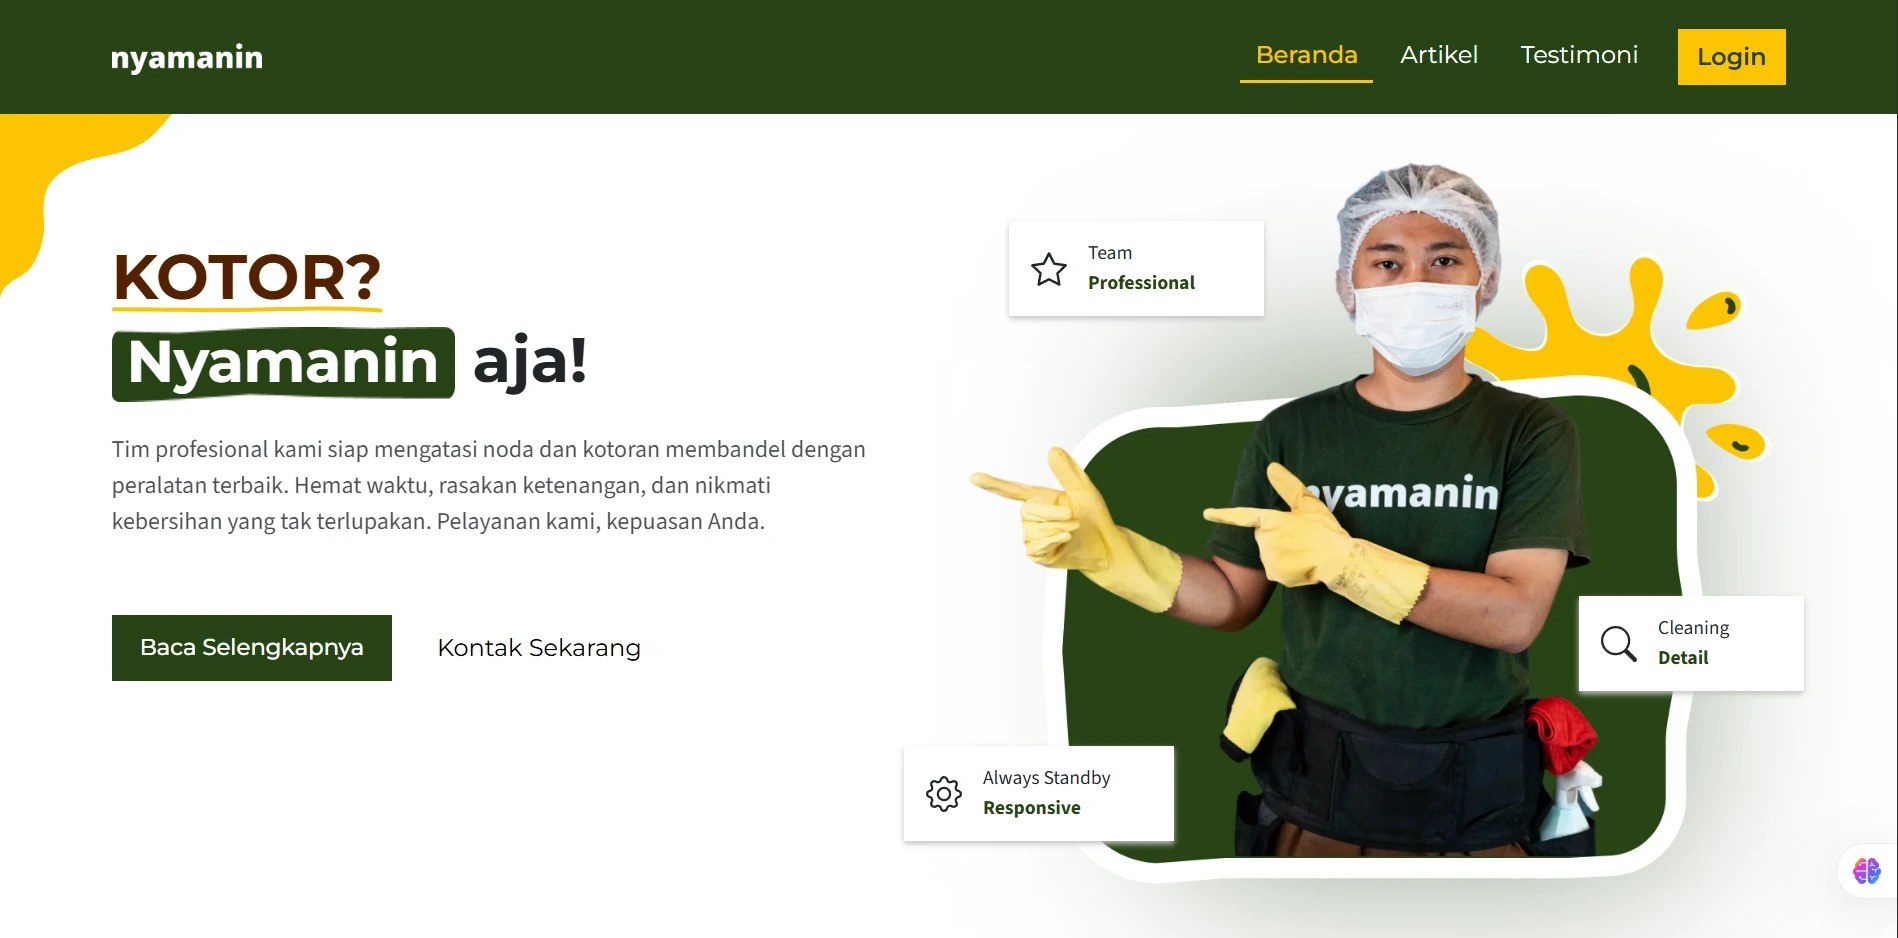 nyamanin
Beranda
Artikel
Testimoni
Login
KOTOR?
Nyamanin aja!
Tim profesional kami siap mengatasi noda dan kotoran membandel dengan
peralatan terbaik. Hemat waktu, rasakan ketenangan, dan nikmati
kebersihan yang tak terlupakan. Pelayanan kami, kepuasan Anda.
Baca Selengkapnya
Kontak Sekarang
Team
Professional
nyamanin
Cleaning
Detail
Always Standby
Responsive